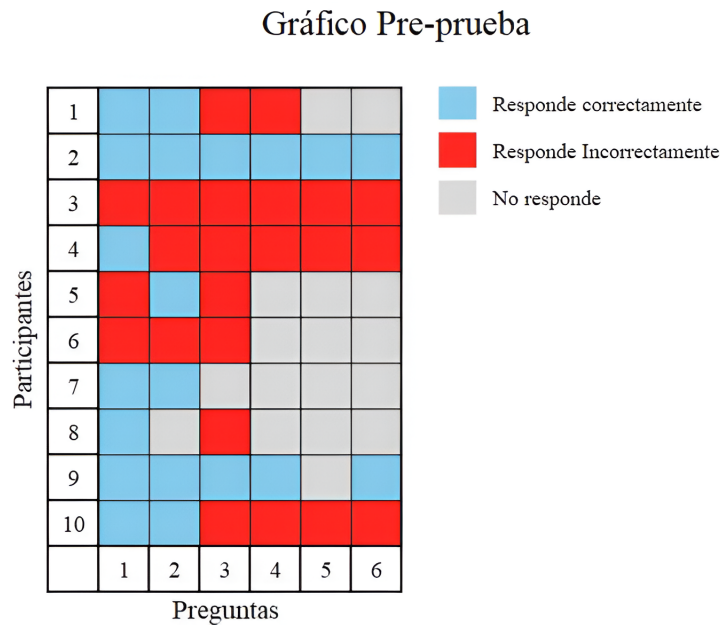 Gráfico Pre-prueba
Responde correctamente
Responde Incorrectamente
No responde
Participantes
1
2
3
4
5
6
7
8
9
10
1 2 3 4 5 6
Preguntas